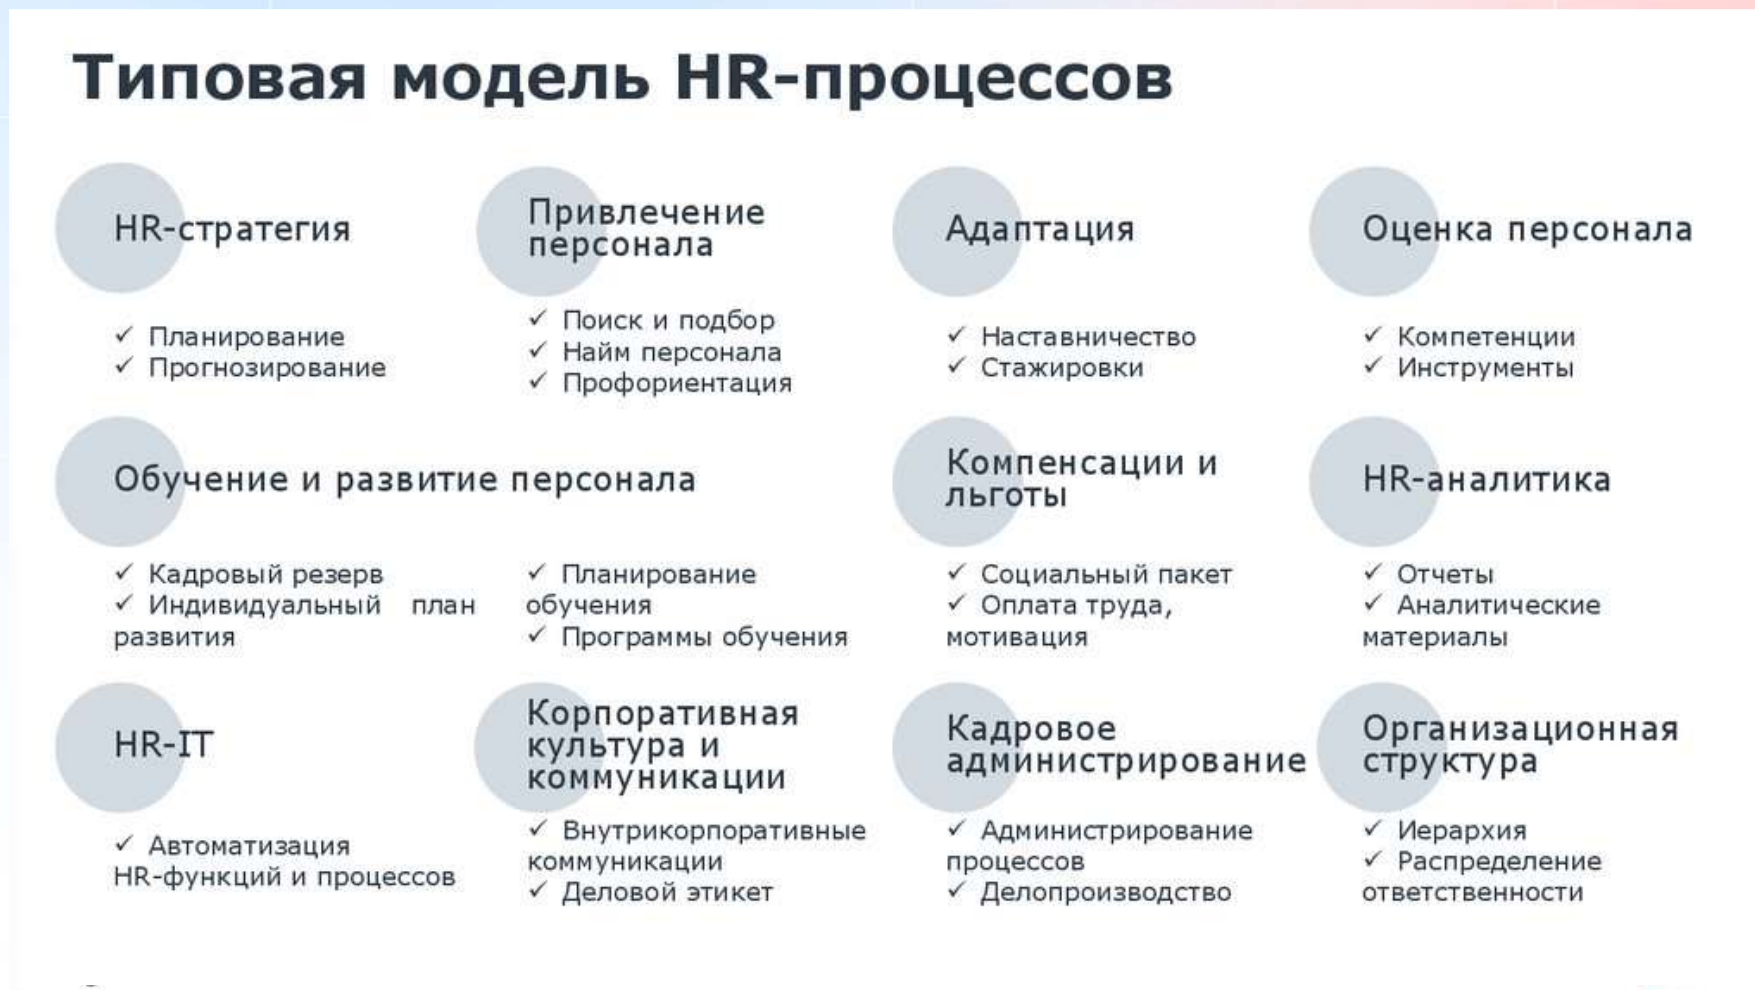 Типовая модель HR-процессов
HR-стратегия
✓ Планирование
✓ Прогнозирование
Привлечение
персонала
✓ Поиск и подбор
✓ Найм персонала
✓ Профориентация
Адаптация
✓ Наставничество
✓ Стажировки
Оценка персонала
✓ Компетенции
✓ Инструменты
Обучение и развитие персонала
✓ Кадровый резерв
✓ Индивидуальный план
развития
✓ Планирование
обучения
✓ Программы обучения
Компенсации и
льготы
✓ Социальный пакет
✓ Оплата труда,
мотивация
HR-аналитика
✓ Отчеты
✓ Аналитические
материалы
HR-IT
✓ Автоматизация
HR-функций и процессов
Корпоративная
культура и
коммуникации
✓ Внутрикорпоративные
коммуникации
✓ Деловой этикет
Кадровое
администрирование
✓ Администрирование
процессов
✓ Делопроизводство
Организационная
структура
✓ Иерархия
✓ Распределение
ответственности